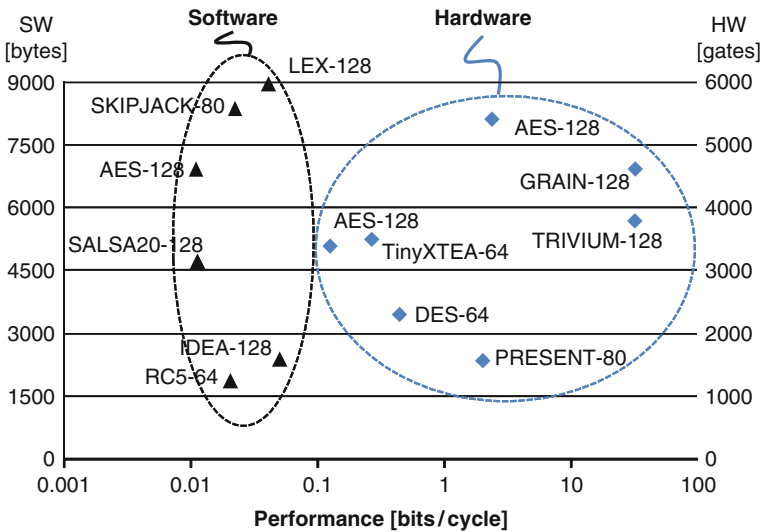 SW
[bytes]
Software
Hardware
HW
[gates]
9000
7500
6000
4500
3000
1500
0
6000
5000
4000
3000
2000
1000
0
LEX-128
SKIPJACK-80
AES-128
SALSA20-128
IDEA-128
RC5-64
AES-128
GRAIN-128
AES-128
TRIVIUM-128
TinyXTEA-64
DES-64
PRESENT-80
0.001
0.01
0.1
1
10
100
Performance [bits/cycle]